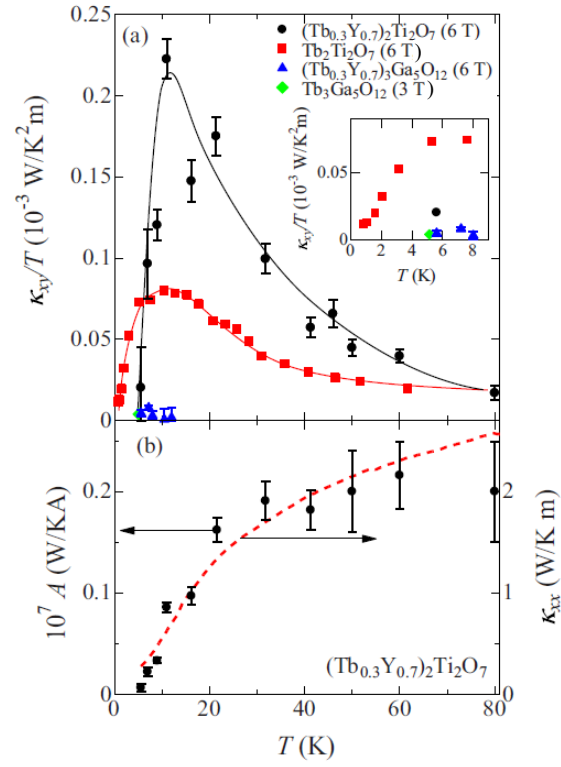 (a)
(Tb0.3Y0.7)2Ti2O7 (6 T)
Tb2Ti2O7 (6 T)
(Tb0.3Y0.7)3Ga5O12 (6 T)
Tb3Ga5O12 (3 T)
0.25
0.2
0.15
0.1
0.05
0
κxy/T (10-3 W/K2m)
0.05
0
0 2 4 6 8
κxy/T (10-3 W/K2m)
T (K)
(b)
0.2
0.1
0
107 A (W/KA)
2
1
0
κxx (W/K m)
(Tb0.3Y0.7)2Ti2O7
0 20 40 60 80
T (K)